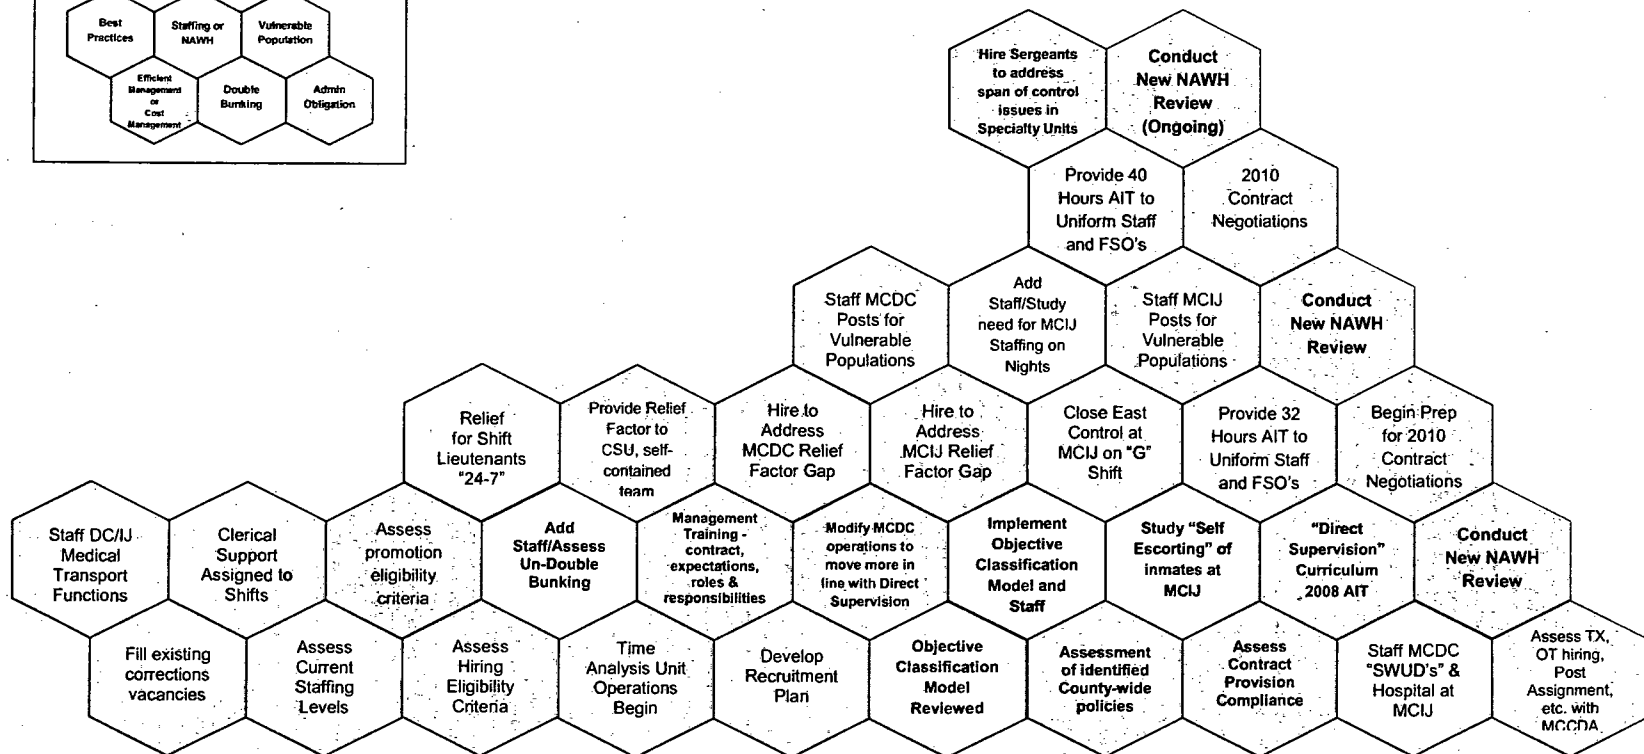 Best
Practices
Staffing or
NAWH
Vulnerable
Population
Efficient
Management
or
Cost
Management
Double
Bunking
Admin
Obligation
Hire Sergeants
to address
span of control
issues in
Specialty Units
Conduct
New NAWH
Review
(Ongoing)
Provide 40
Hours AIT to
Uniform Staff
and FSO's
2010
Contract
Negotiations
Staff MCDC
Posts for
Vulnerable
Populations
Add
Staff/Study
need for MCIJ
Staffing on
Nights
Staff MCIJ
Posts for
Vulnerable
Populations
Conduct
New NAWH
Review
Relief
for Shift
Lieutenants
"24-7"
Provide Relief
Factor to
CSU, self-
contained
team
Hire to
Address
MCDC Relief
Factor Gap
Hire to
Address
MCIJ Relief
Factor Gap
Close East
Control at
MCIJ on "G"
Shift
Provide 32
Hours AIT to
Uniform Staff
and FSO's
Begin Prep
for 2010
Contract
Negotiations
Staff DC/IJ
Medical
Transport
Functions
Clerical
Support
Assigned to
Shifts
Assess
promotion
eligibility
criteria
Add
Staff/Assess
Un-Double
Bunking
Management
Training -
contract,
expectations,
roles &
responsibilities
Modify MCDC
operations to
move more in
line with Direct
Supervision
Implement
Objective
Classification
Model and
Staff
Study "Self
Escorting" of
inmates at
MCIJ
"Direct
Supervision"
Curriculum
2008 AIT
Conduct
New NAWH
Review
Fill existing
corrections
vacancies
Assess
Current
Staffing
Levels
Assess
Hiring
Eligibility
Criteria
Time
Analysis Unit
Operations
Begin
Develop
Recruitment
Plan
Objective
Classification
Model
Reviewed
Assessment
of identified
County-wide
policies
Assess
Contract
Provision
Compliance
Staff MCDC
"SWUD's" &
Hospital at
MCIJ
Assess TX,
OT hiring,
Post
Assignment,
etc. with
MCCDA